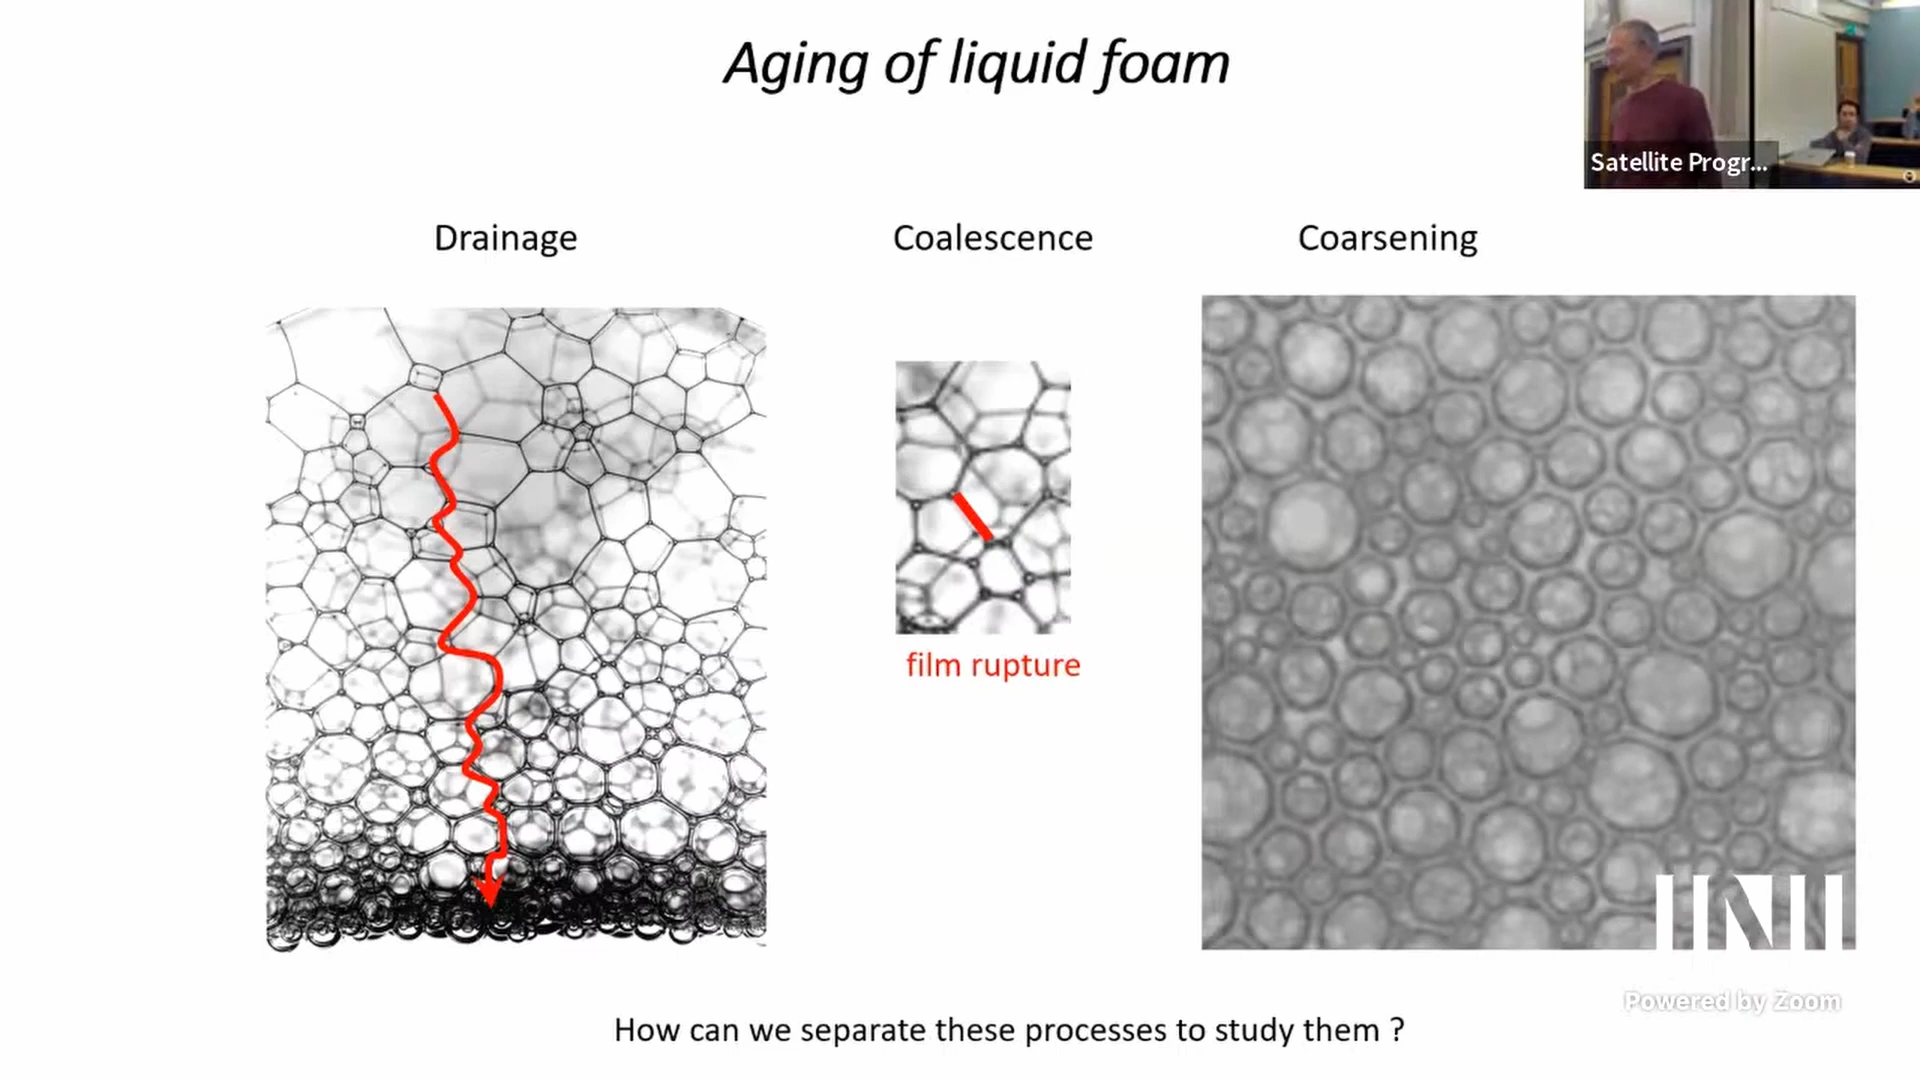 Aging of liquid foam
Satellite Progr...
Drainage
Coalescence
Coarsening
film rupture
Powered by Zoom
How can we separate these processes to study them ?